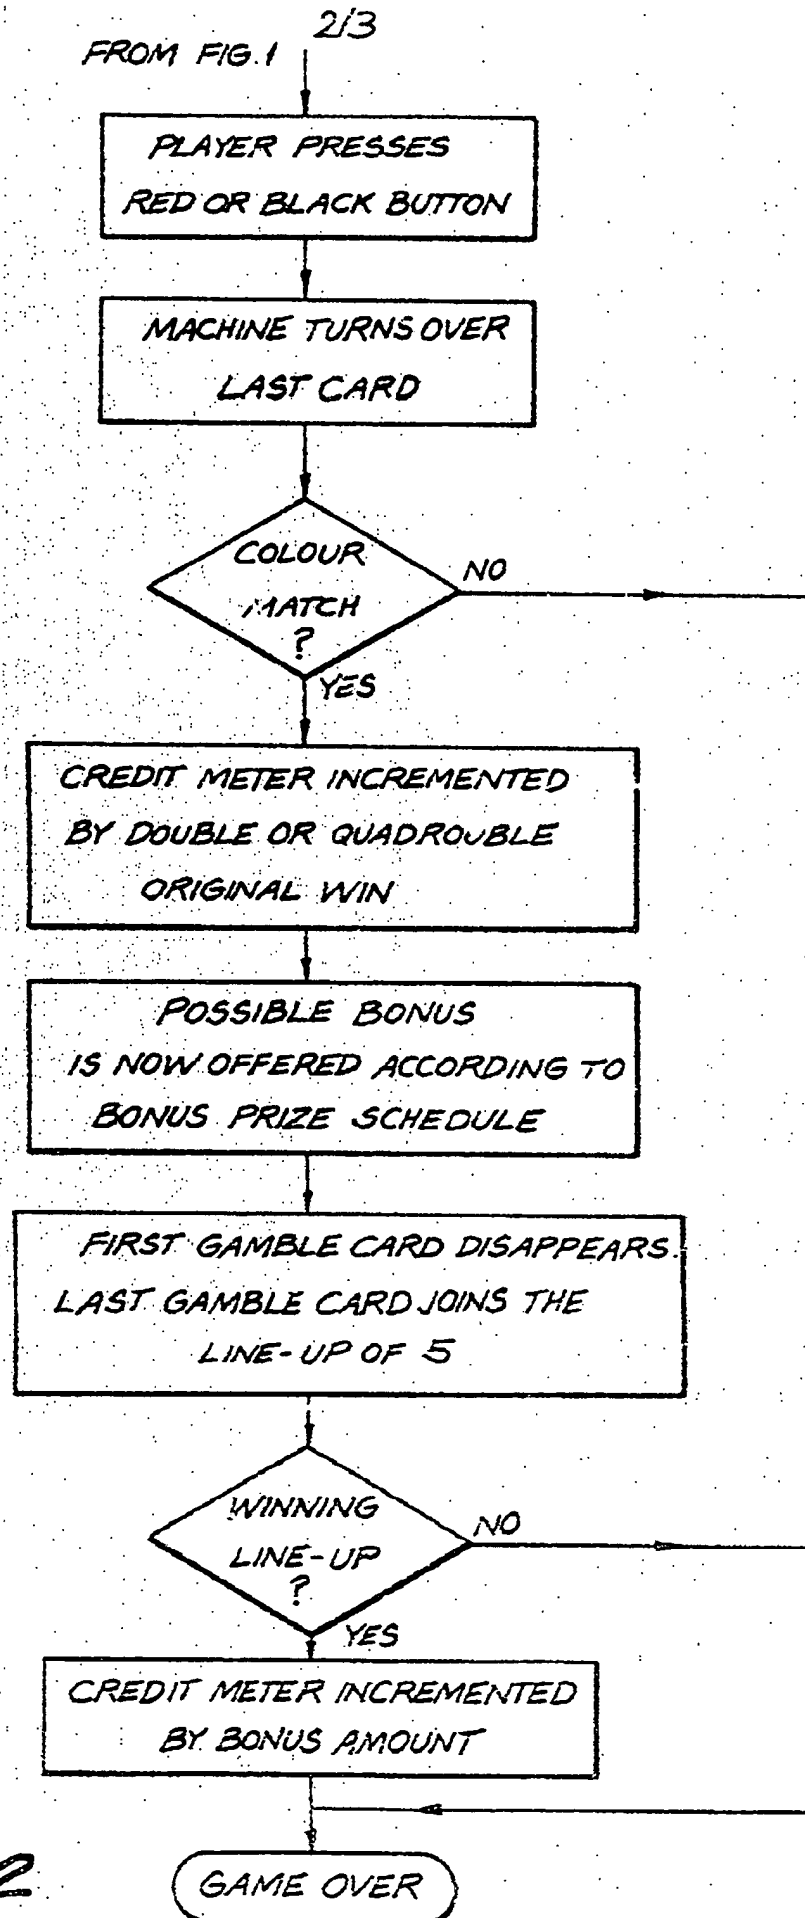 2/3
FROM FIG.1
PLAYER PRESSES
RED OR BLACK BUTTON
MACHINE TURNS OVER
LAST CARD
COLOUR
MATCH
?
NO
YES
CREDIT METER INCREMENTED
BY DOUBLE OR QUADROUBLE
ORIGINAL WIN
POSSIBLE BONUS
IS NOW OFFERED ACCORDING TO
BONUS PRIZE SCHEDULE
FIRST GAMBLE CARD DISAPPEARS.
LAST GAMBLE CARD JOINS THE
LINE-UP OF 5
WINNING
LINE-UP
?
NO
YES
CREDIT METER INCREMENTED
BY BONUS AMOUNT
2
GAME OVER